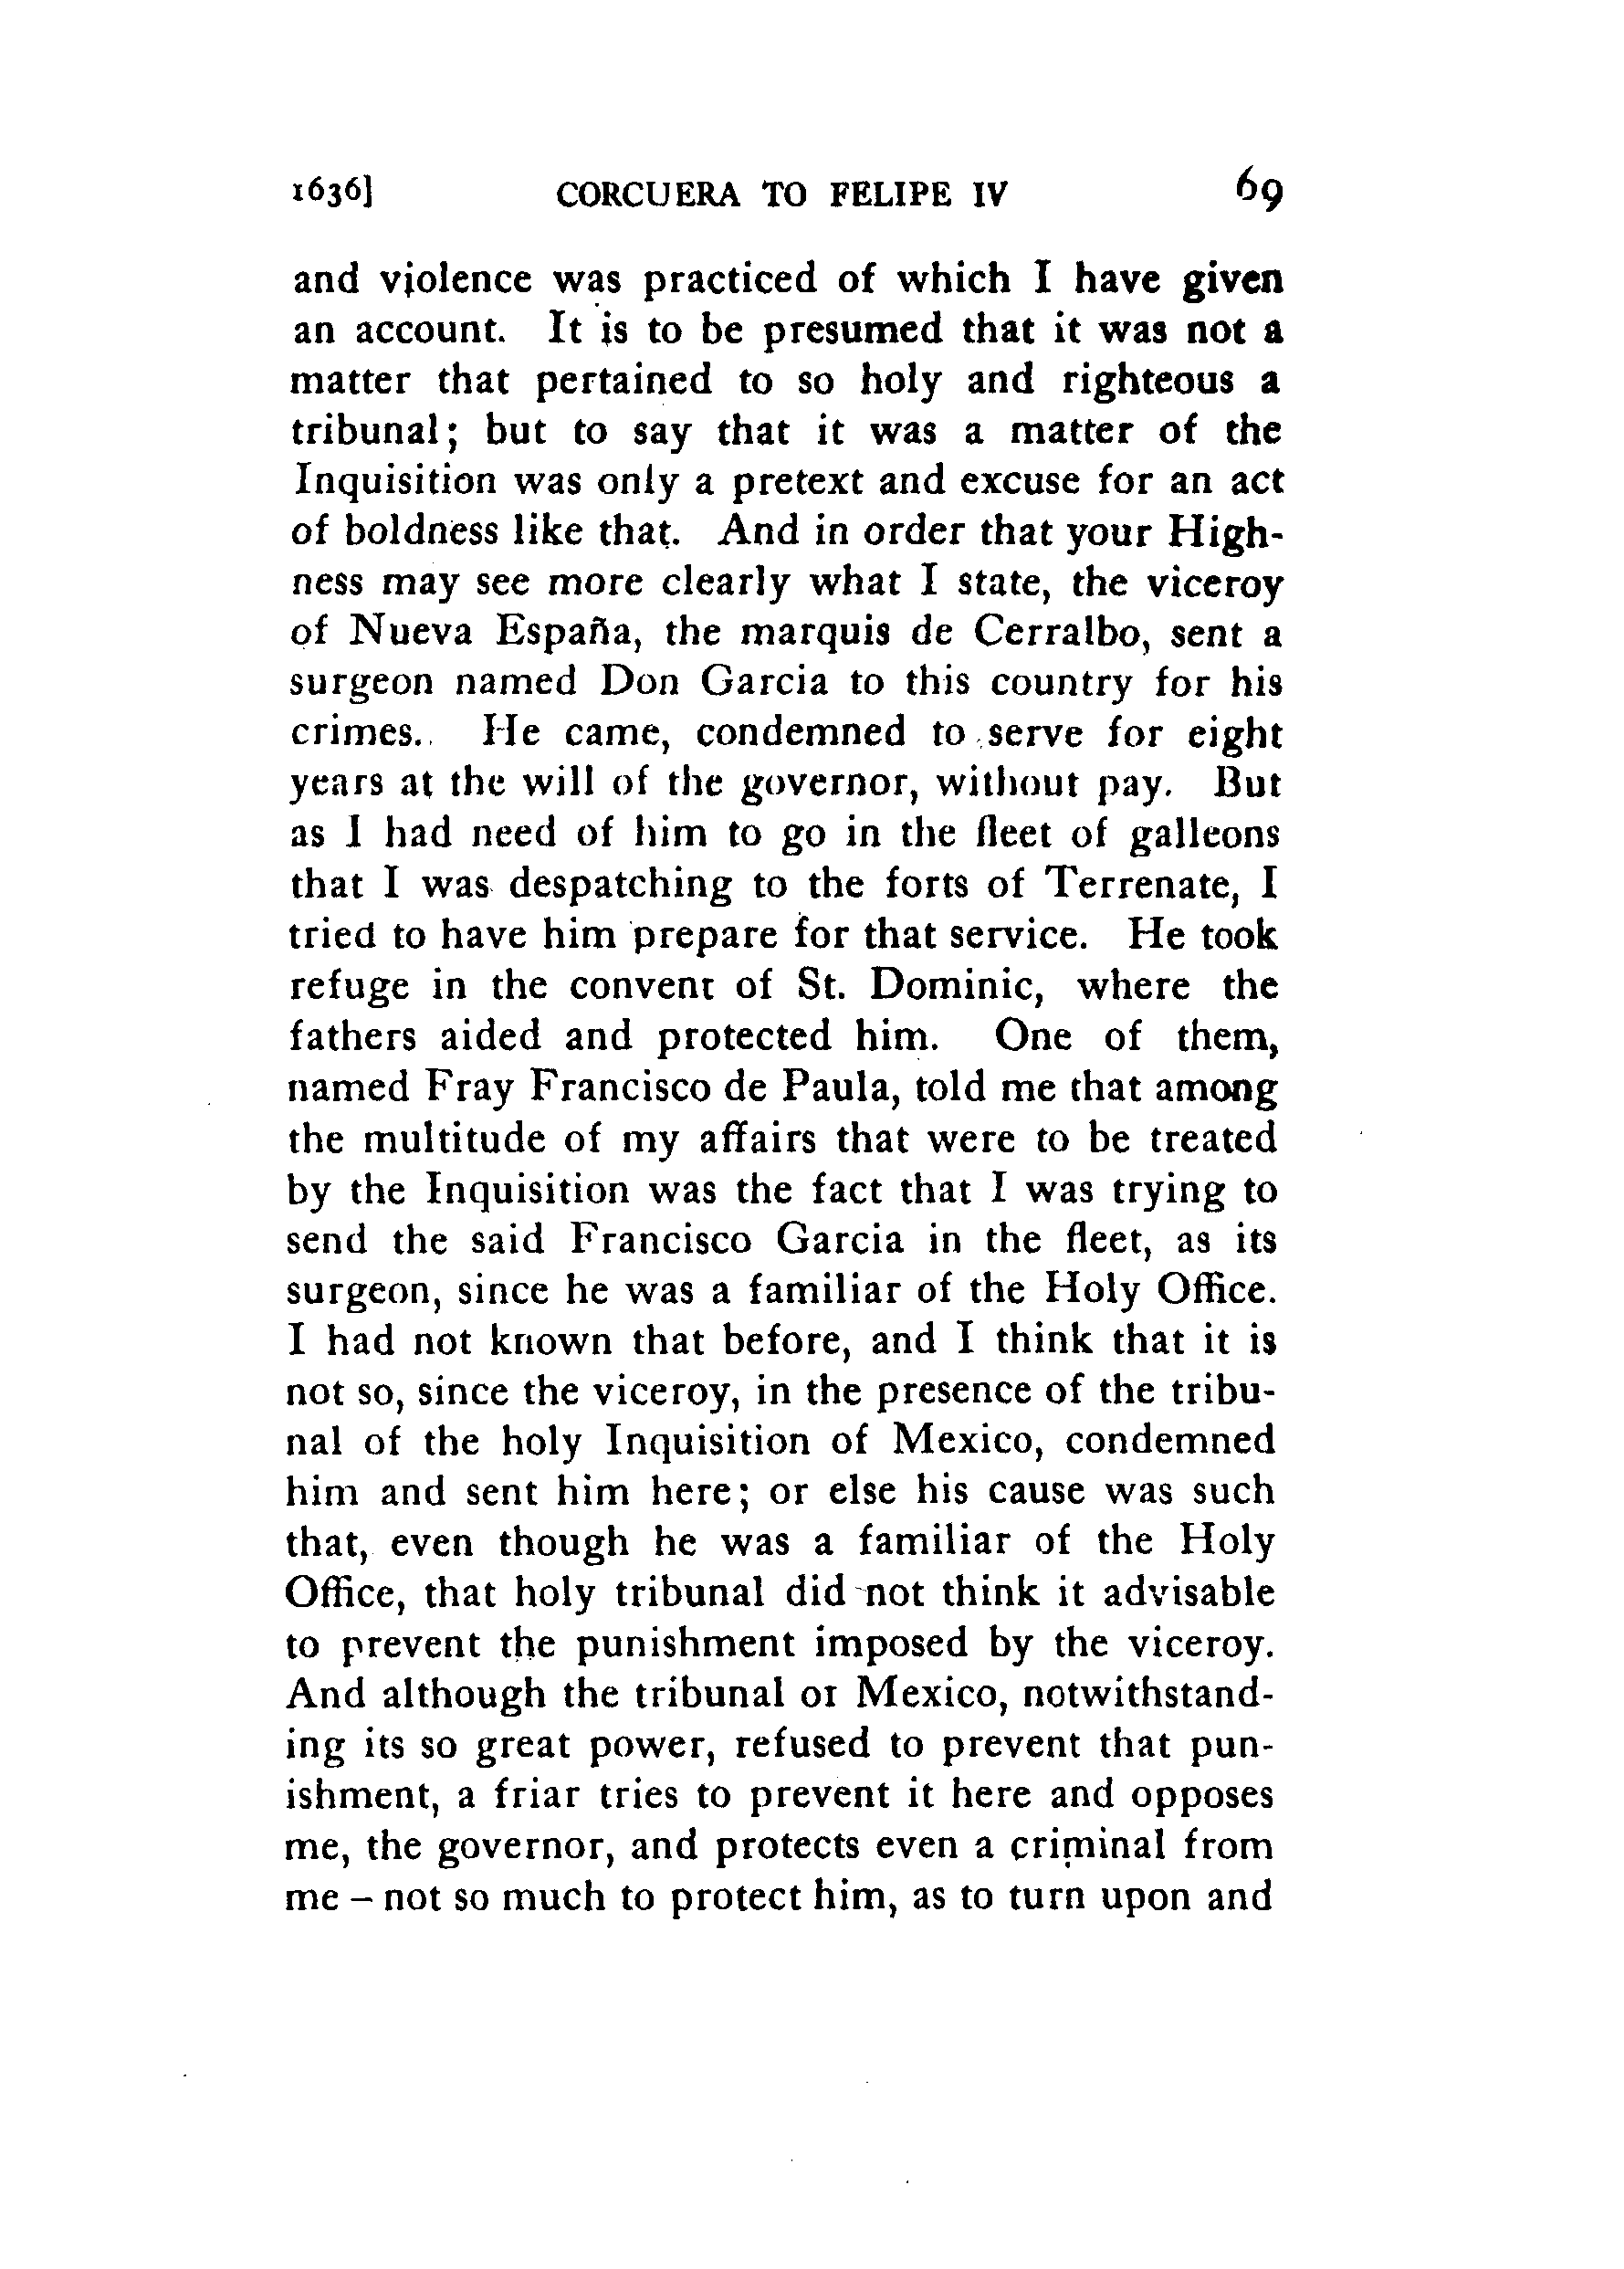 1636] CORCUERA TO FELIPE IV 69
and violence was practiced of which I have given
an account. It is to be presumed that it was not a
matter that pertained to so holy and righteous a
tribunal; but to say that it was a matter of the
Inquisition was only a pretext and excuse for an act
of boldness like that. And in order that your High-
ness may see more clearly what I state, the viceroy
of Nueva España, the marquis de Cerralbo, sent a
surgeon named Don Garcia to this country for his
crimes. He came, condemned to serve for eight
years at the will of the governor, without pay. But
as I had need of him to go in the fleet of galleons
that I was despatching to the forts of Terrenate, I
tried to have him prepare for that service. He took
refuge in the convent of St. Dominic, where the
fathers aided and protected him. One of them,
named Fray Francisco de Paula, told me that among
the multitude of my affairs that were to be treated
by the Inquisition was the fact that I was trying to
send the said Francisco Garcia in the fleet, as its
surgeon, since he was a familiar of the Holy Office.
I had not known that before, and I think that it is
not so, since the viceroy, in the presence of the tribu-
nal of the holy Inquisition of Mexico, condemned
him and sent him here; or else his cause was such
that, even though he was a familiar of the Holy
Office, that holy tribunal did not think it advisable
to prevent the punishment imposed by the viceroy.
And although the tribunal of Mexico, notwithstand-
ing its so great power, refused to prevent that pun-
ishment, a friar tries to prevent it here and opposes
me, the governor, and protects even a criminal from
me – not so much to protect him, as to turn upon and